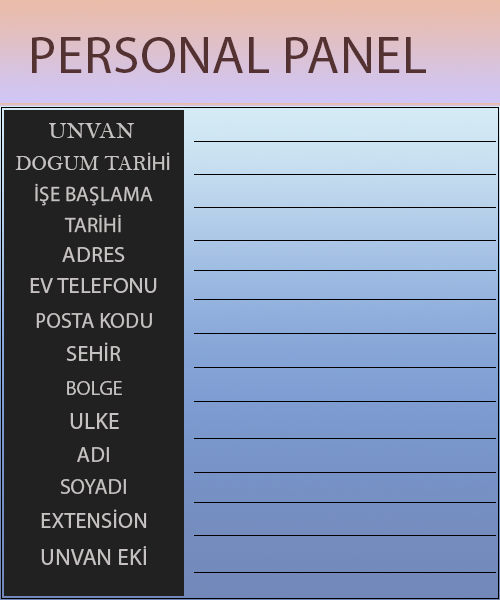 PERSONAL PANEL
UNVAN
DOGUM TARİHİ
İŞE BAŞLAMA
TARİHİ
ADRES
EV TELEFONU
POSTA KODU
SEHİR
BOLGE
ULKE
ADI
SOYADI
EXTENSİON
UNVAN EKİ